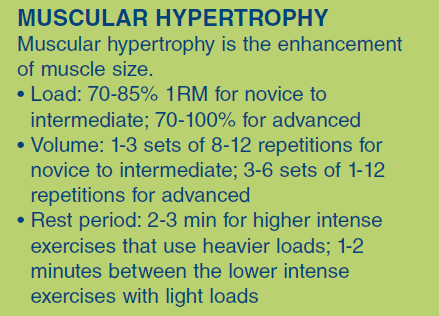 MUSCULAR HYPERTROPHY
Muscular hypertrophy is the enhancement
of muscle size.
• Load: 70-85% 1RM for novice to
intermediate; 70-100% for advanced
• Volume: 1-3 sets of 8-12 repetitions for
novice to intermediate; 3-6 sets of 1-12
repetitions for advanced
• Rest period: 2-3 min for higher intense
exercises that use heavier loads; 1-2
minutes between the lower intense
exercises with light loads